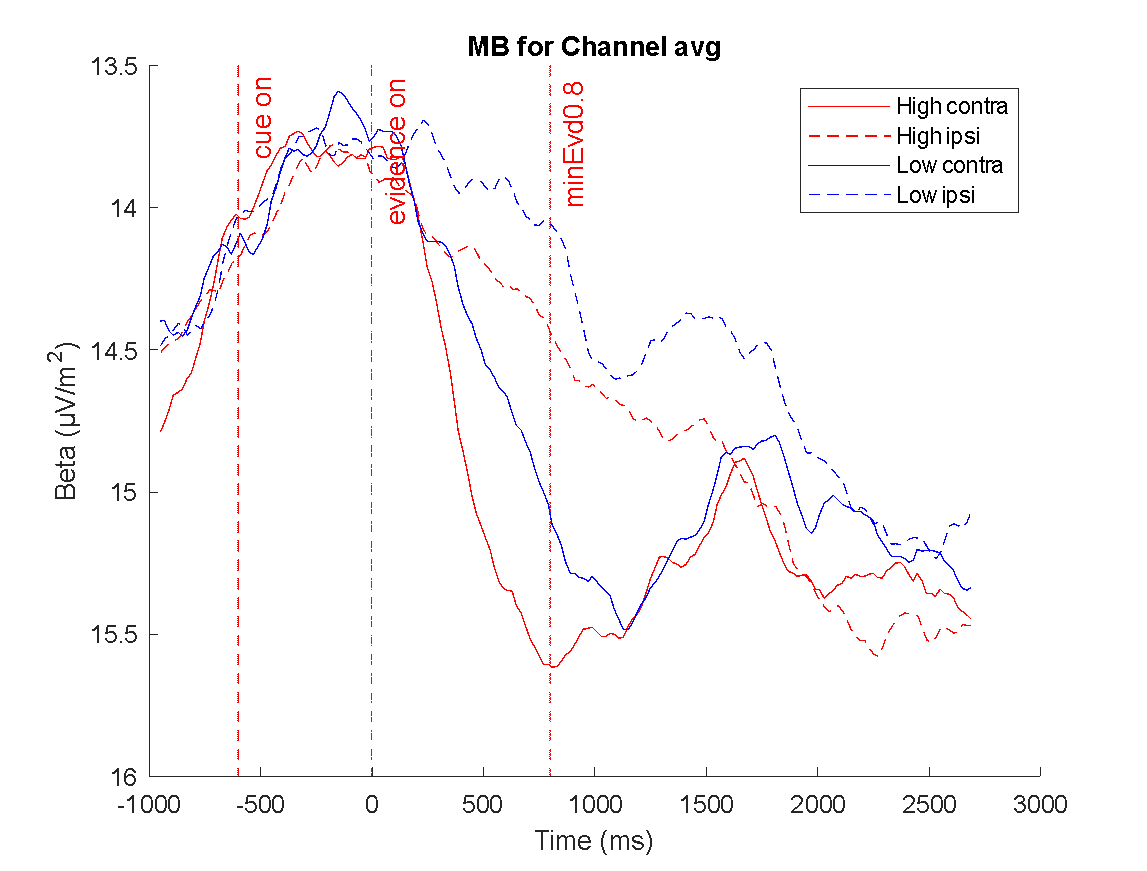 MB for Channel avg
13.5
14
14.5
15
15.5
16
Beta (µV/m²)
cue on
evidence on
minEvd0.8
High contra
High ipsi
Low contra
Low ipsi
-1000 -500 0 500 1000 1500 2000 2500 3000
Time (ms)